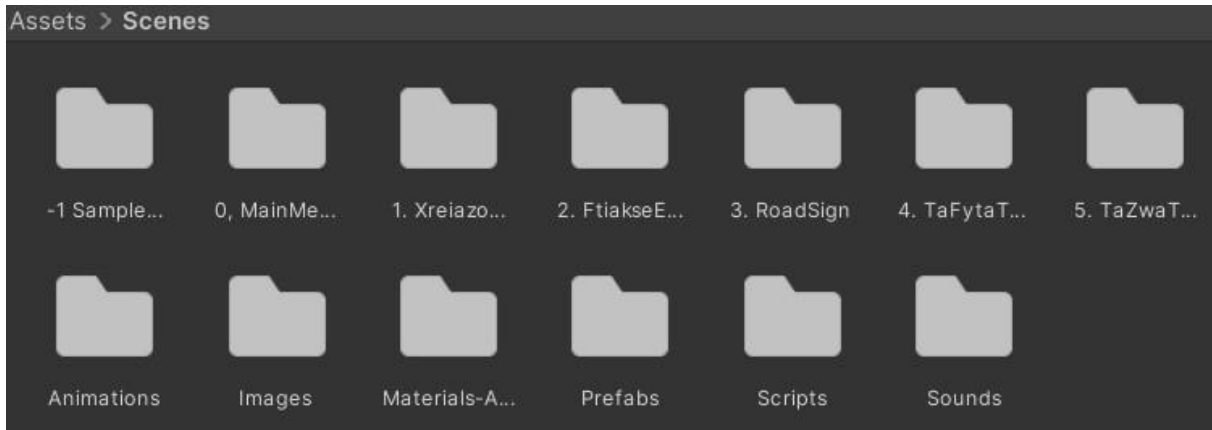 Assets > Scenes
-1 Sample... 0, MainMe... 1. Xreiazo... 2. FtiakseE... 3. RoadSign 4. TaFytaT... 5. TaZwaT...
Animations Images Materials-A... Prefabs Scripts Sounds